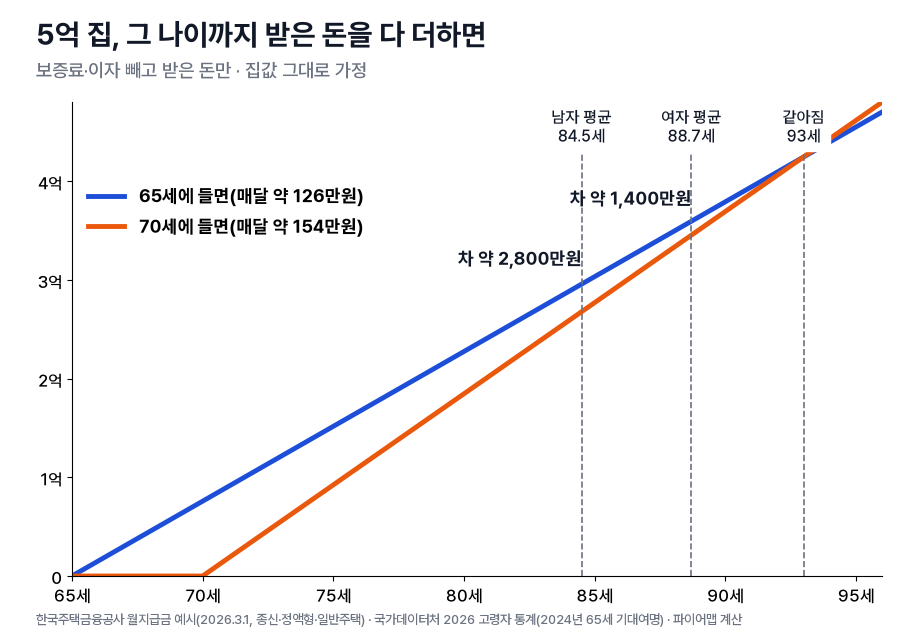 5억 집, 그 나이까지 받은 돈을 다 더하면
보증료·이자 빼고 받은 돈만 · 집값 그대로 가정
남자 평균
84.5세
여자 평균
88.7세
같아짐
93세
65세에 들면(매달 약 126만원)
70세에 들면(매달 약 154만원)
차 약 1,400만원
차 약 2,800만원
4억
3억
2억
1억
0
65세
70세
75세
80세
85세
90세
95세
한국주택금융공사 월지급금 예시(2026.3.1, 종신·정액형·일반주택) · 국가데이터처 2026 고령자 통계(2024년 65세 기대여명) · 파이어맵 계산